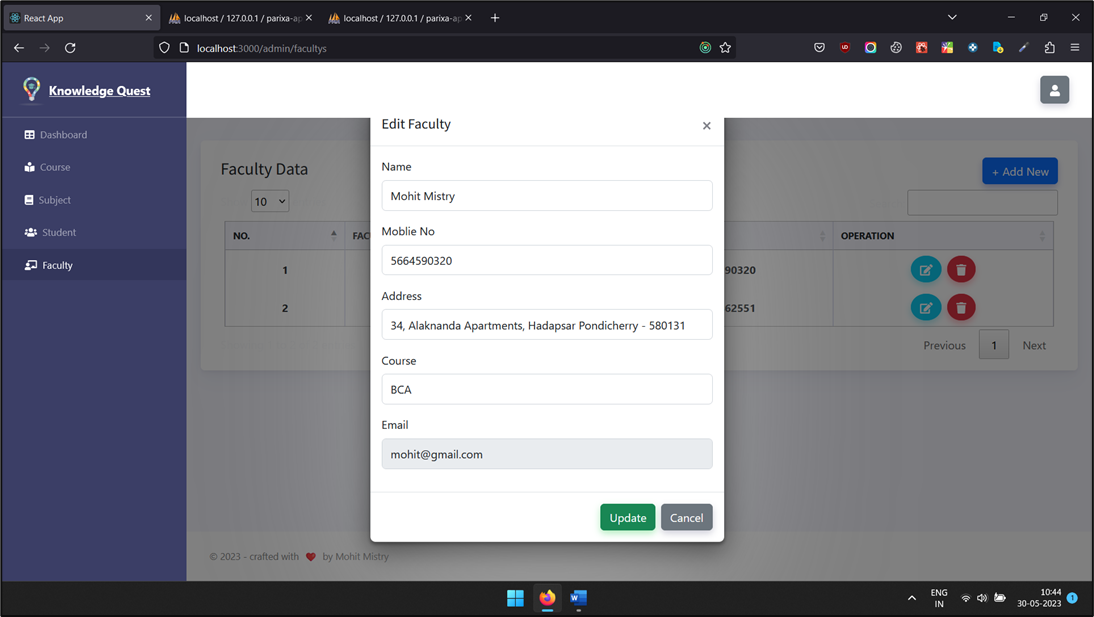 React App
localhost / 127.0.0.1 / parixa-ap
localhost / 127.0.0.1 / parixa-ap
localhost:3000/admin/facultys
Knowledge Quest
Dashboard
Course
Subject
Student
Faculty
Faculty Data
+ Add New
10
NO.
FAC
OPERATION
1
90320
2
62551
Previous
1
Next
Edit Faculty
×
Name
Mohit Mistry
Moblie No
5664590320
Address
34, Alaknanda Apartments, Hadapsar Pondicherry - 580131
Course
BCA
Email
mohit@gmail.com
Update
Cancel
© 2023 - crafted with
by Mohit Mistry
ENG
IN
10:44
30-05-2023
1